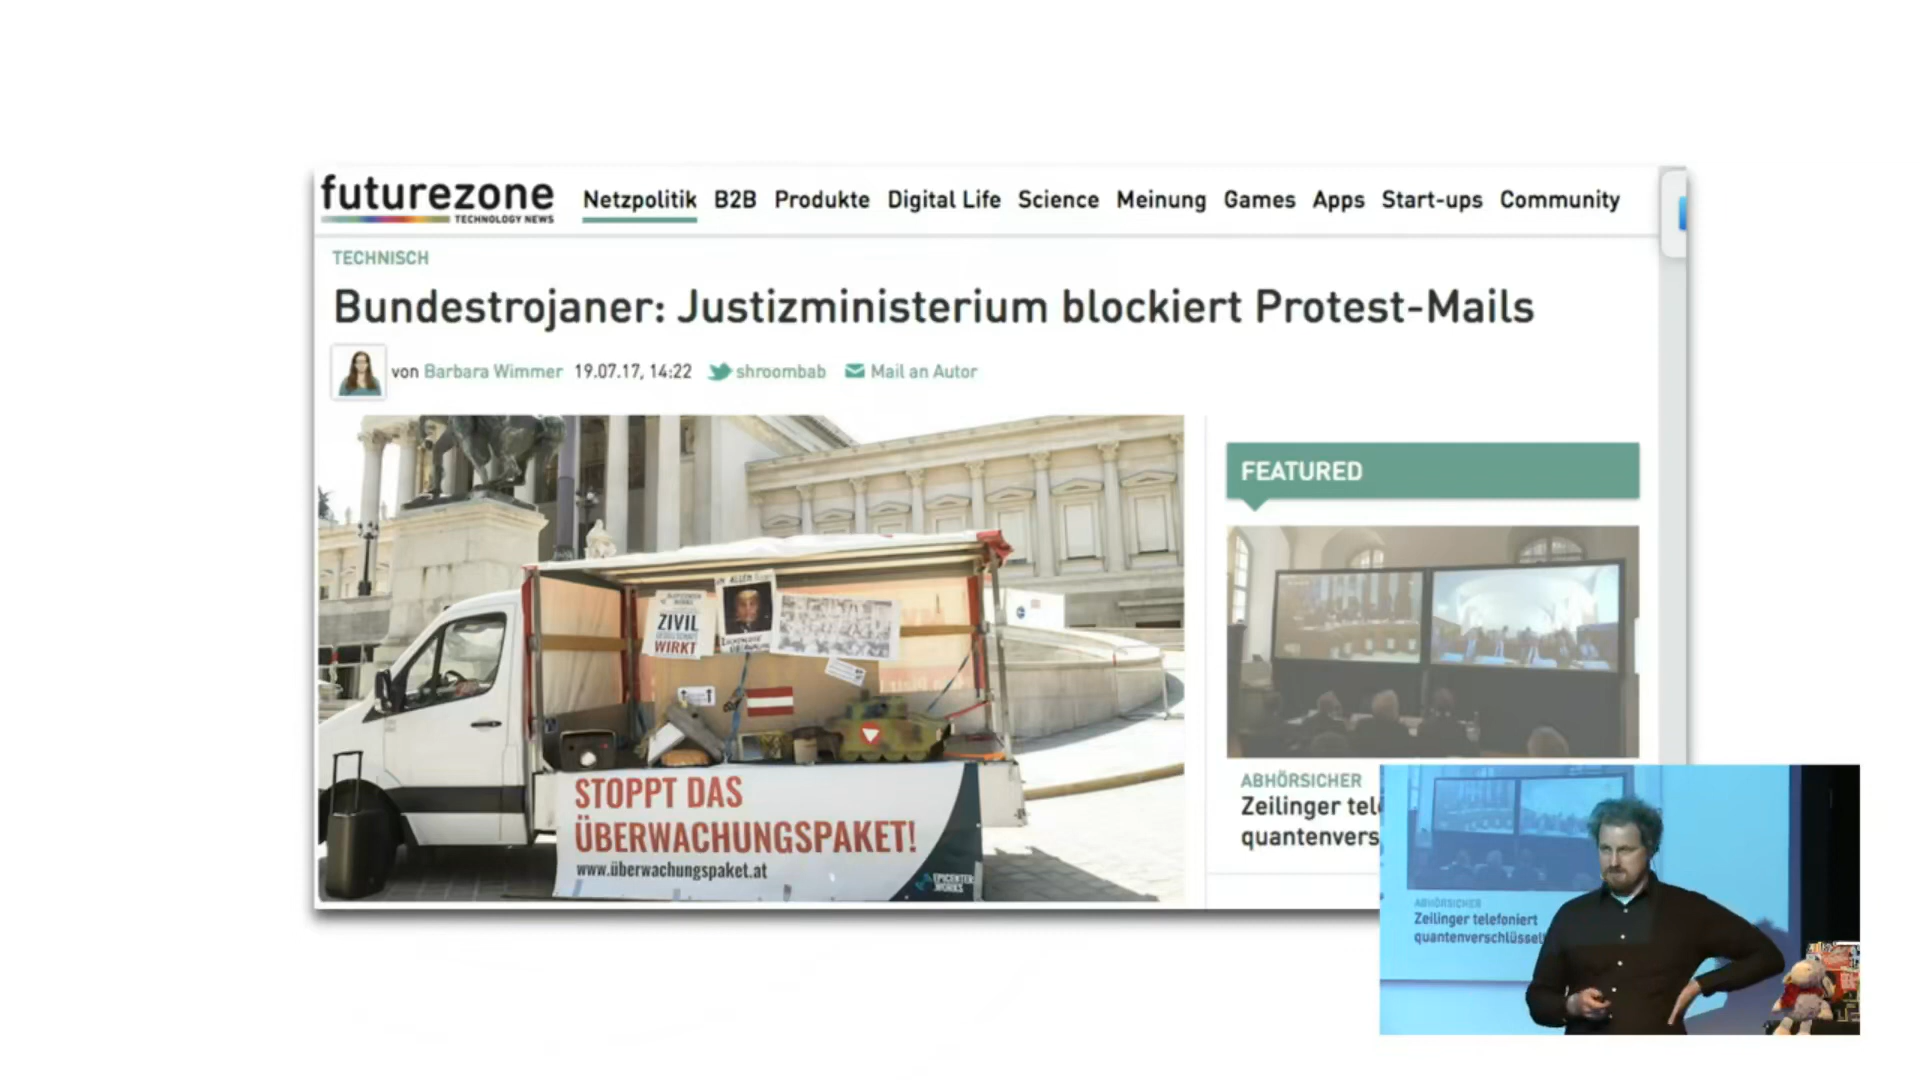 futurezone
TECHNOLOGY NEWS
Netzpolitik B2B Produkte Digital Life Science Meinung Games Apps Start-ups Community
TECHNISCH
Bundestrojaner: Justizministerium blockiert Protest-Mails
von Barbara Wimmer 19.07.17, 14:22 shroombab Mail an Autor
ZIVIL
GESELLSCHAFT
WIRKT
STOPPT DAS
ÜBERWACHUNGSPAKET!
www.überwachungspaket.at
EPICENTER
.WORKS
FEATURED
ABHÖRSICHER
Zeilinger tel
quantenvers
ABHÖRSICHER
Zeilinger telefoniert
quantenverschlüssel